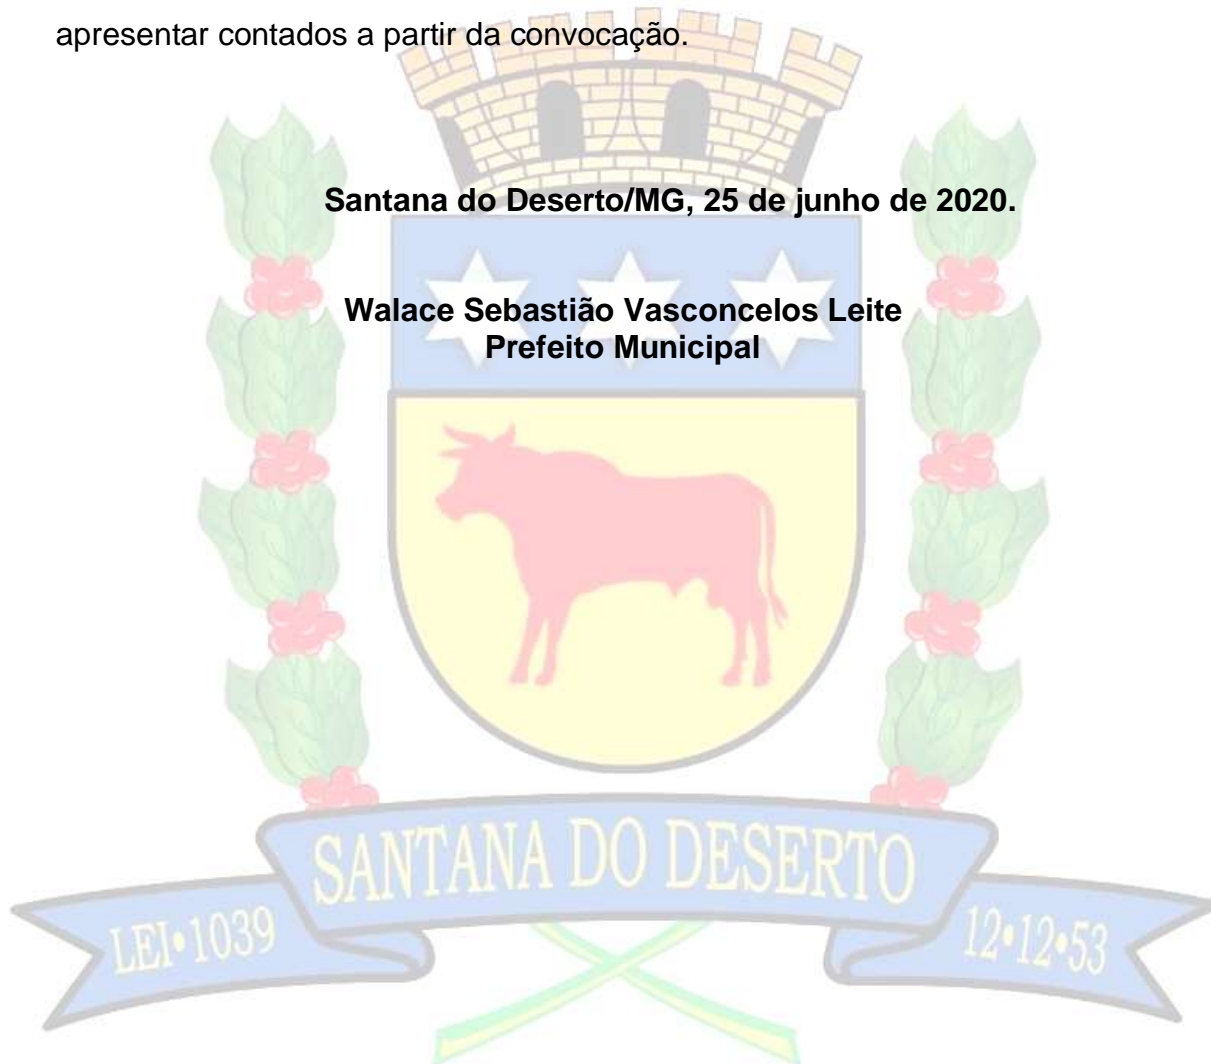 apresentar contados a partir da convocação.
Santana do Deserto/MG, 25 de junho de 2020.
Walace Sebastião Vasconcelos Leite
Prefeito Municipal
SANTANA DO DESERTO
LEI•1039
12•12•53